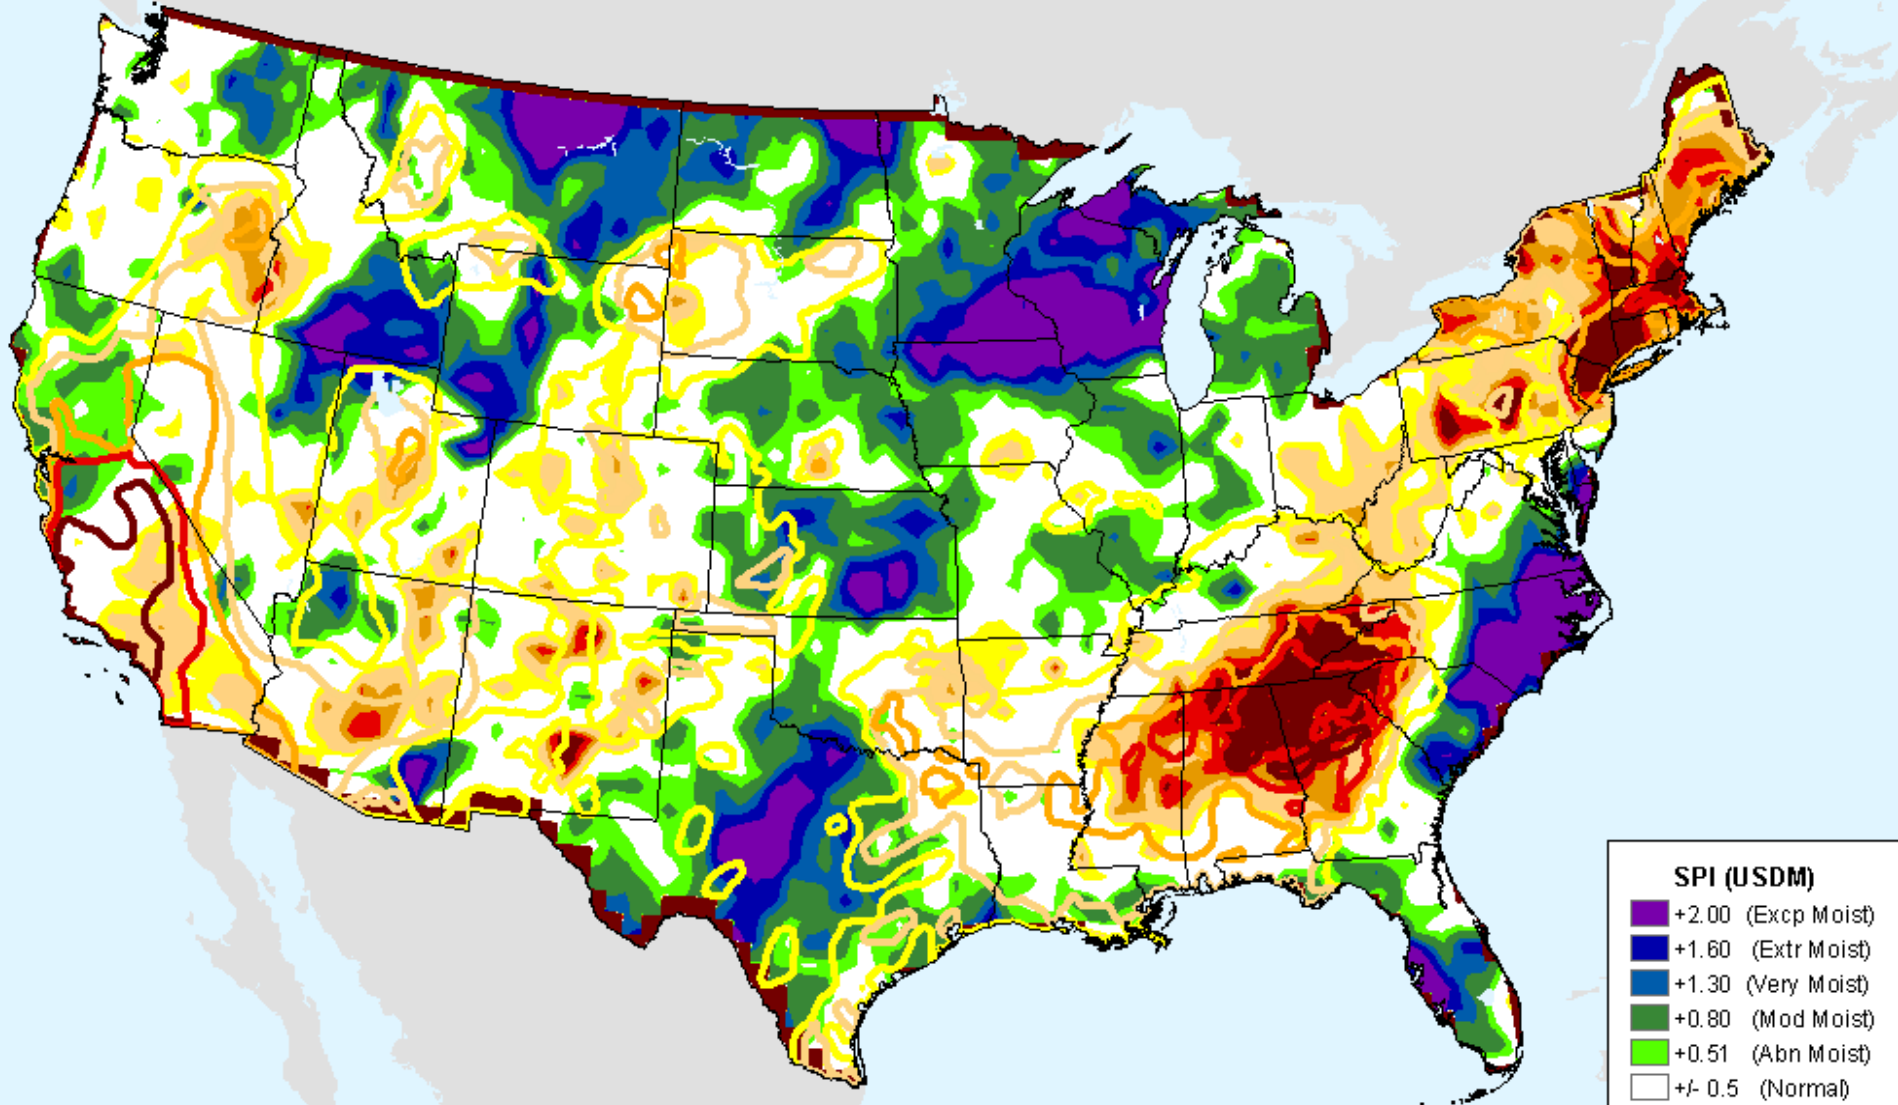 SPI (USDM)
+2.00 (Excp Moist)
+1.60 (Extr Moist)
+1.30 (Very Moist)
+0.80 (Mod Moist)
+0.51 (Abn Moist)
+/- 0.5 (Normal)